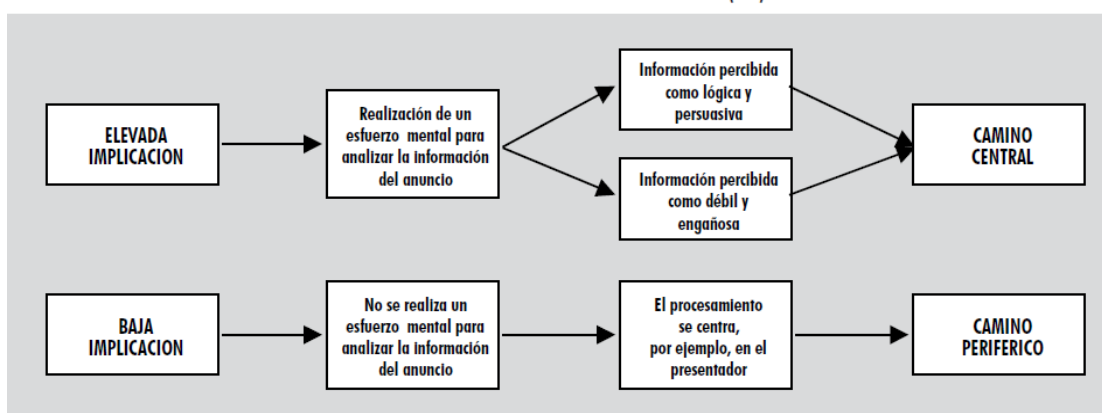 ELEVADA
IMPLICACION
Realización de un
esfuerzo mental para
analizar la información
del anuncio
Información percibida
como lógica y
persuasiva
Información percibida
como débil y
engañosa
CAMINO
CENTRAL
BAJA
IMPLICACION
No se realiza un
esfuerzo mental para
analizar la información
del anuncio
El procesamiento
se centra,
por ejemplo, en el
presentador
CAMINO
PERIFERICO